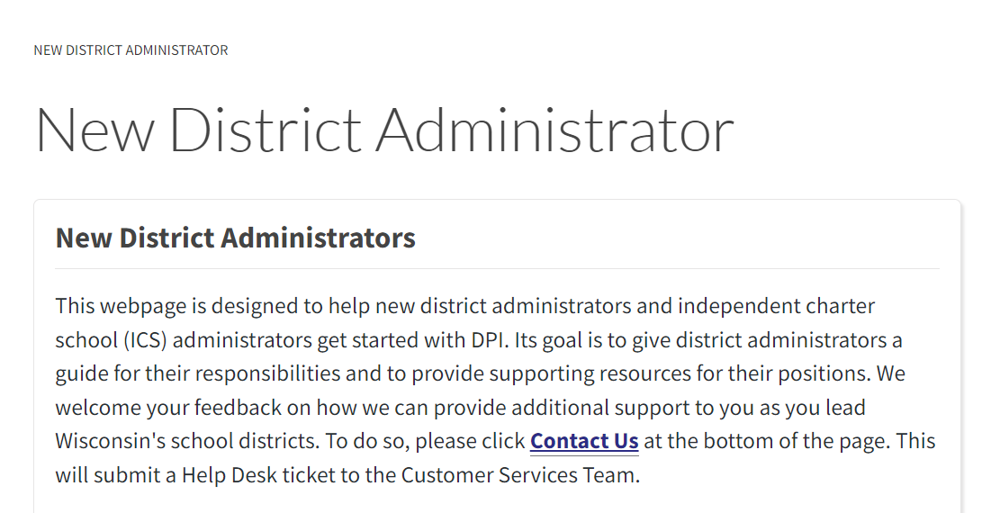 NEW DISTRICT ADMINISTRATOR
New District Administrator
New District Administrators
This webpage is designed to help new district administrators and independent charter
school (ICS) administrators get started with DPI. Its goal is to give district administrators a
guide for their responsibilities and to provide supporting resources for their positions. We
welcome your feedback on how we can provide additional support to you as you lead
Wisconsin's school districts. To do so, please click Contact Us at the bottom of the page. This
will submit a Help Desk ticket to the Customer Services Team.